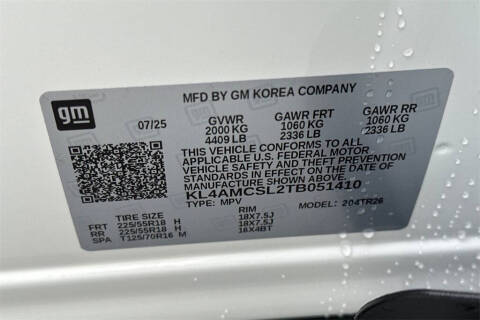 MFD BY GM KOREA COMPANY
gm
07/25 GVWR GAWR FRT GAWR RR
2000 KG 1060 KG 1060 KG
4409 LB 2336 LB 2336 LB
THIS VEHICLE CONFORMS TO ALL
APPLICABLE U.S. FEDERAL MOTOR
VEHICLE SAFETY AND THEFT PREVENTION
STANDARDS IN EFFECT ON THE DATE OF
MANUFACTURE SHOWN ABOVE.
KL4AMCSL2TB051410
TYPE: MPV MODEL: 204TR26
TIRE SIZE RIM
FRT 225/55R18 H 18X7.5J
RR 225/55R18 H 18X7.5J
SPA T125/70R16 M 16X4BT